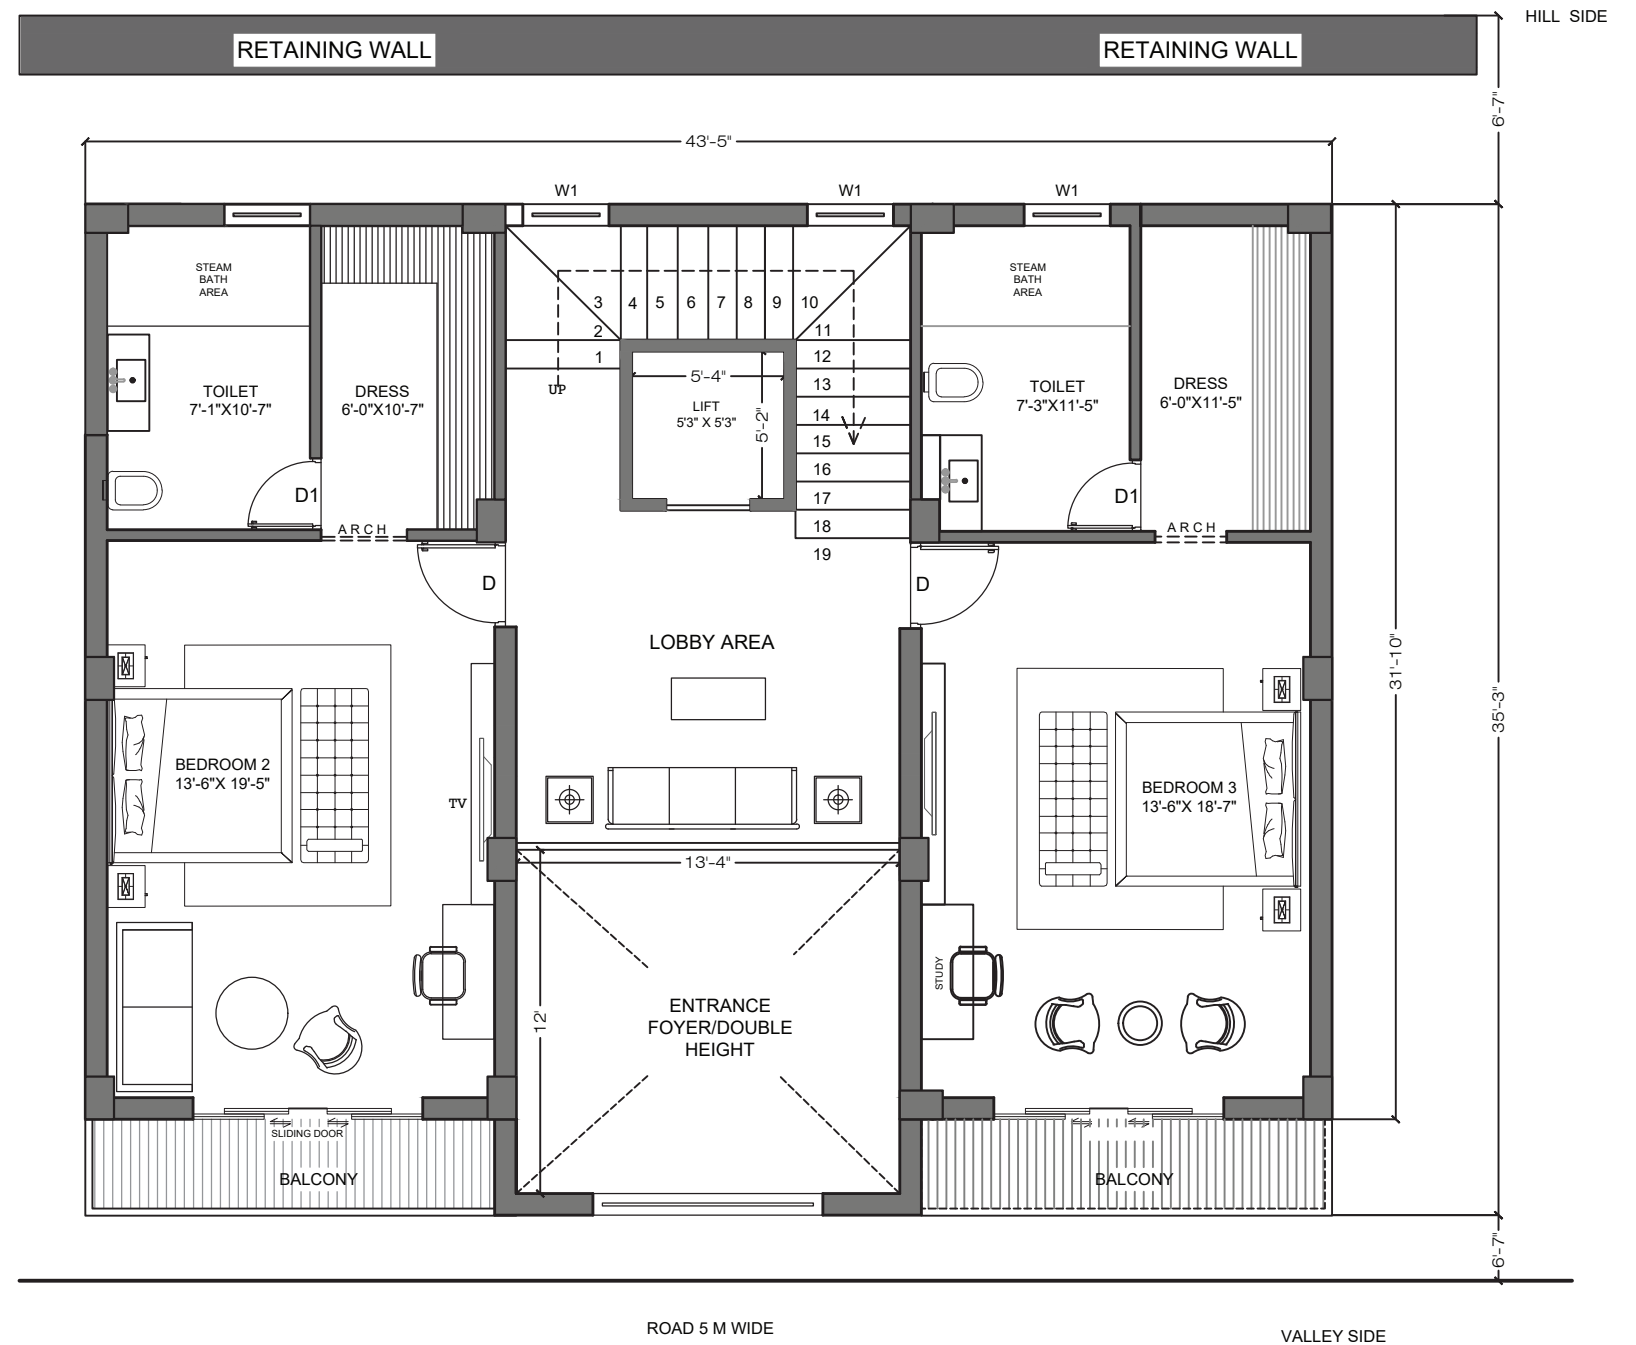 HILL SIDE
RETAINING WALL
RETAINING WALL
6'-7"
43'-5"
W1
W1
W1
STEAM
BATH
AREA
STEAM
BATH
AREA
3
4
5
6
7
8
9
10
2
11
1
12
13
14
15
16
17
18
19
UP
5'-4"
LIFT
5'3" X 5'3"
5'-2"
TOILET
7'-1"X10'-7"
DRESS
6'-0"X10'-7"
TOILET
7'-3"X11'-5"
DRESS
6'-0"X11'-5"
D1
D1
ARCH
ARCH
D
D
LOBBY AREA
31'-10"
35'-3"
BEDROOM 2
13'-6"X 19'-5"
TV
BEDROOM 3
13'-6"X 18'-7"
13'-4"
STUDY
12'
ENTRANCE
FOYER/DOUBLE
HEIGHT
SLIDING DOOR
BALCONY
BALCONY
6'-7"
ROAD 5 M WIDE
VALLEY SIDE